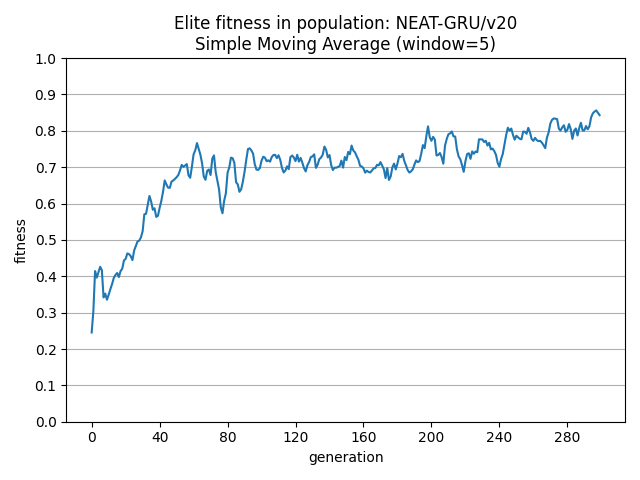 Elite fitness in population: NEAT-GRU/v20
Simple Moving Average (window=5)
1.0
0.9
0.8
0.7
0.6
0.5
0.4
0.3
0.2
0.1
0.0
fitness
0 40 80 120 160 200 240 280
generation